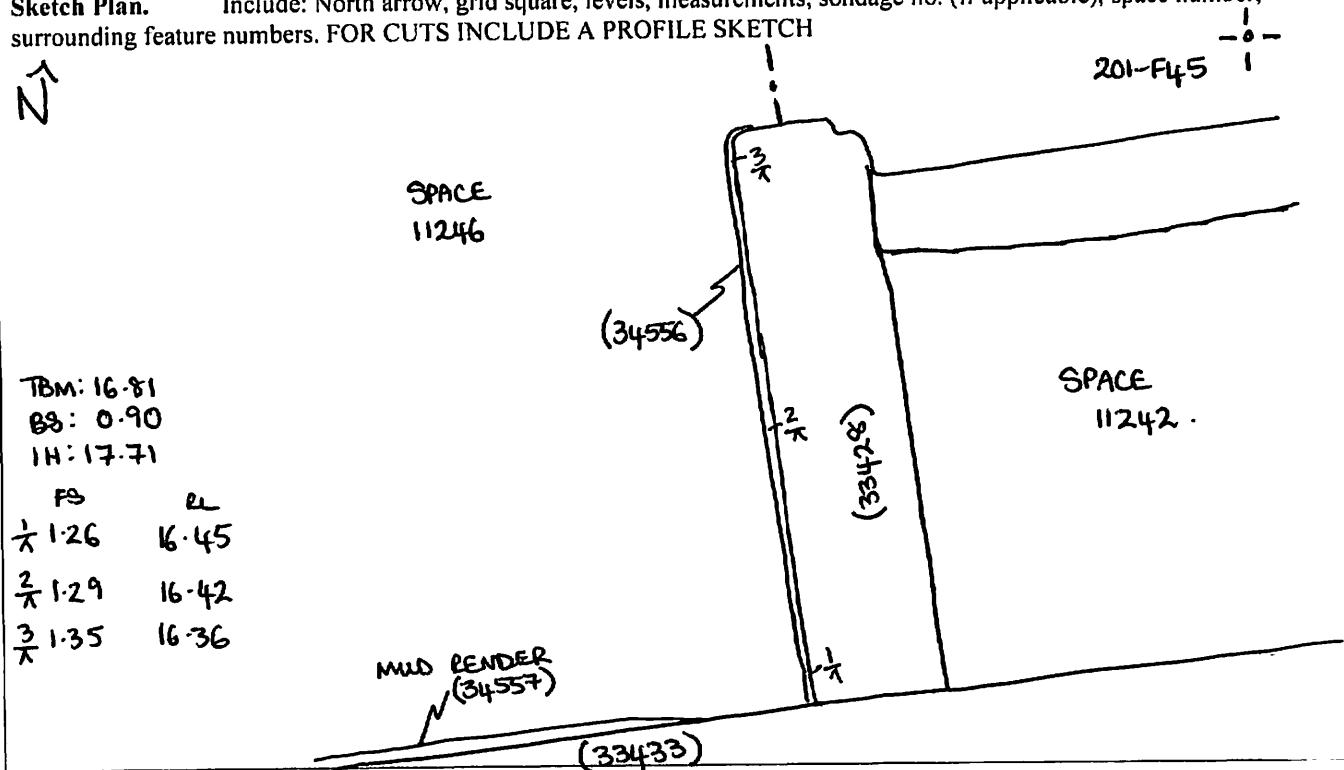 Sketch Plan. Include: North arrow, grid square, levels, measurements, sondage no. (if applicable), space number,
surrounding feature numbers. FOR CUTS INCLUDE A PROFILE SKETCH
N
201-F45
SPACE
11246
(34556)
SPACE
11242.
(33428)
TBM: 16.81
BS: 0.90
IH: 17.71
FS RL
1 1.26 16.45
2 1.29 16.42
3 1.35 16.36
3
2
1
MUD RENDER
(34557)
(33433)